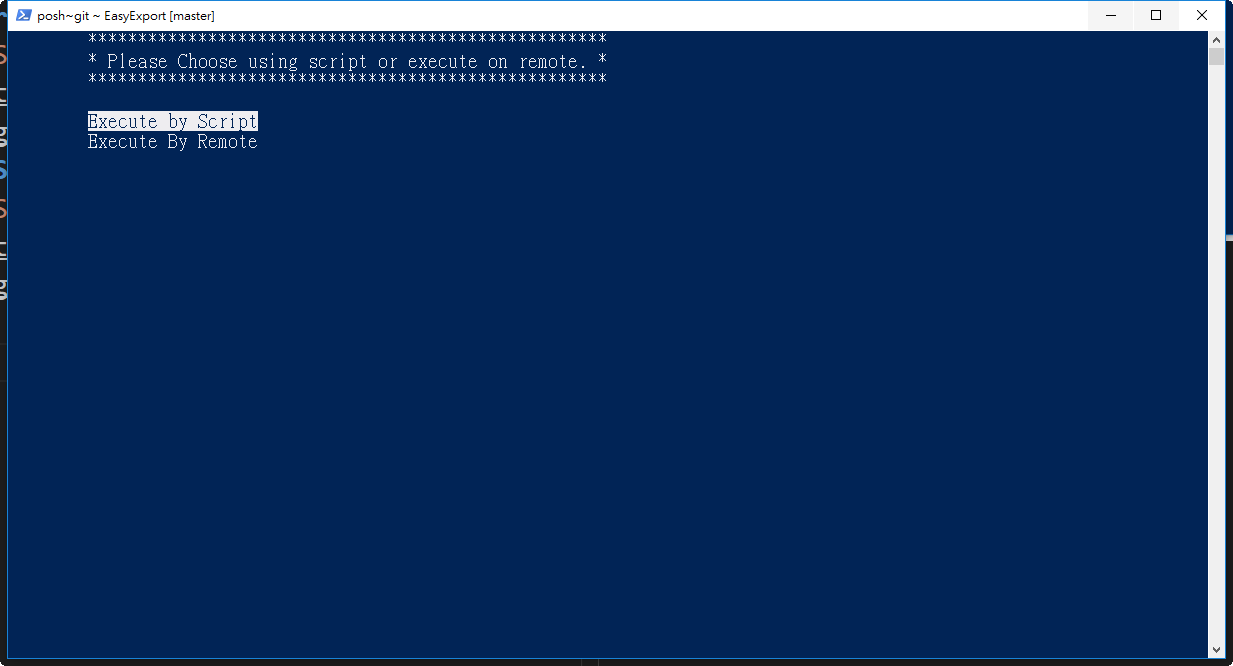 posh~git ~ EasyExport [master]
****************************************************
* Please Choose using script or execute on remote. *
****************************************************
Execute by Script
Execute By Remote